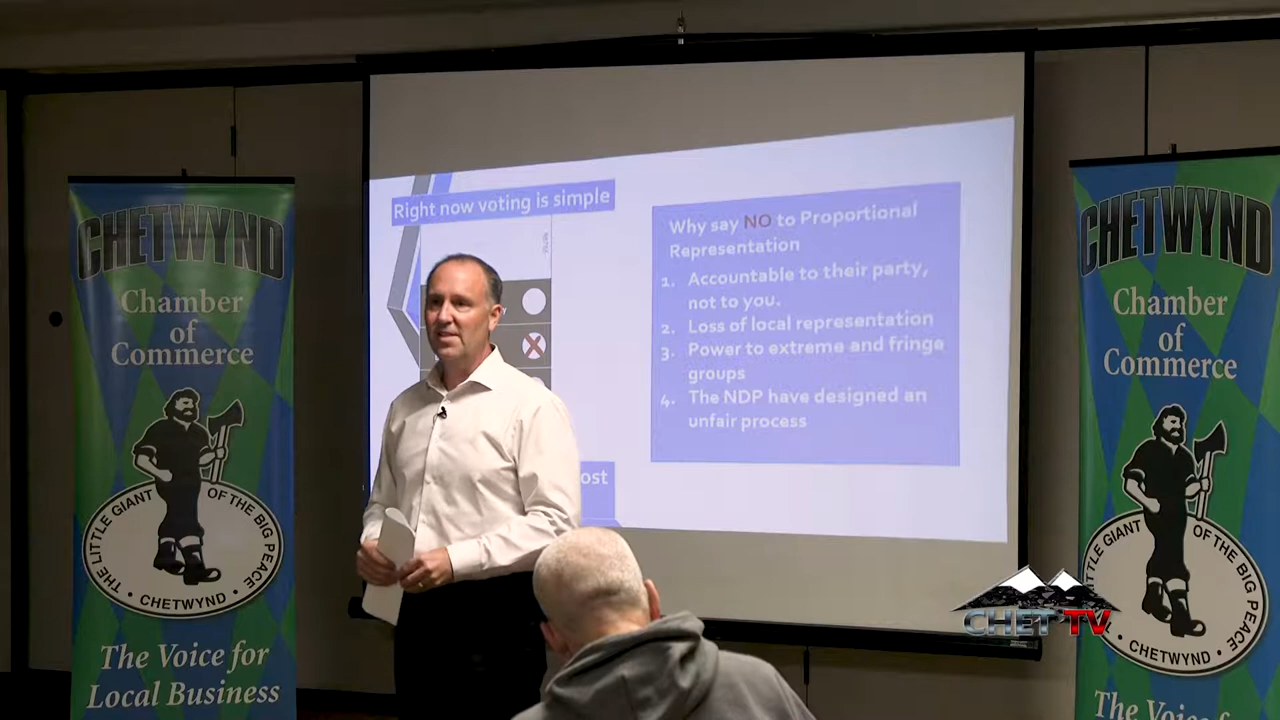 CHETWYND
Chamber
of
Commerce
THE LITTLE GIANT OF THE BIG PEACE
• CHETWYND •
The Voice for
Local Business
Right now voting is simple
ost
Why say NO to Proportional
Representation
1. Accountable to their party,
not to you.
2. Loss of local representation
3. Power to extreme and fringe
groups
4. The NDP have designed an
unfair process
CHETWYND
Chamber
of
Commerce
LITTLE GIANT OF THE BIG PEACE
• CHETWYND •
The Voice for
CHET TV